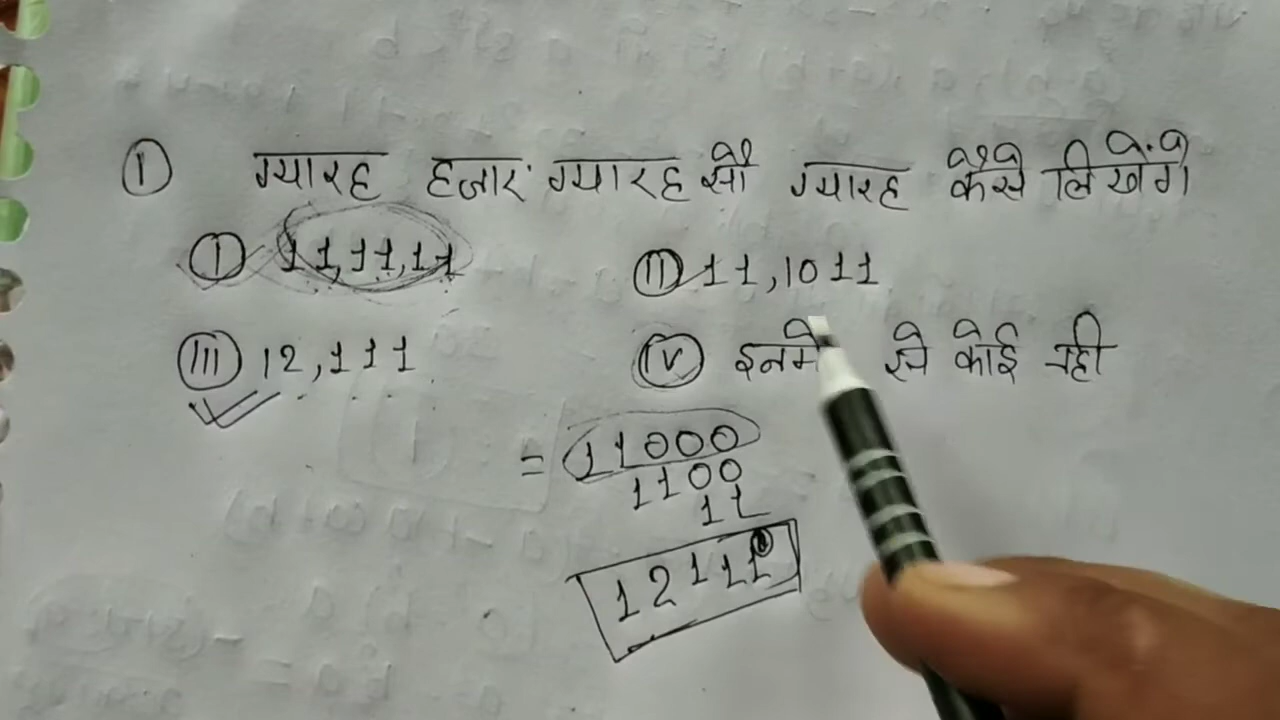 ① ग्यारह हजार ग्यारह सौ ग्यारह कैसे लिखेंगे
Ⓘ 11,11,11 ⓘⓘ 11,1011
ⓘⓘⓘ 12,111 ⓘⓥ इनमे से कोई नही
= 11000
1100
11
12111